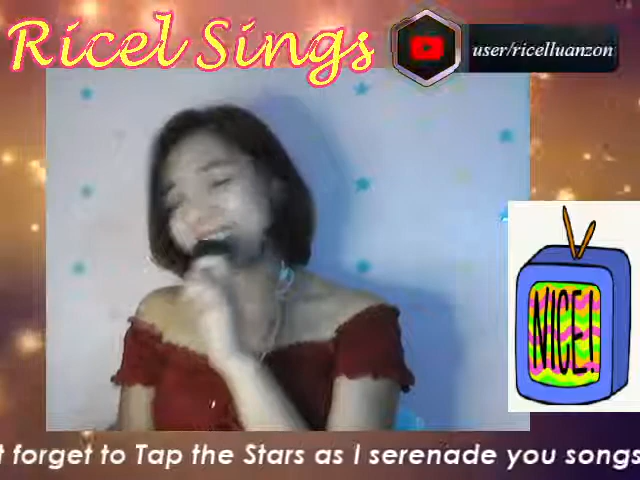 Ricel Sings
user/ricelluanzon
NICE!
forget to Tap the Stars as I serenade you songs